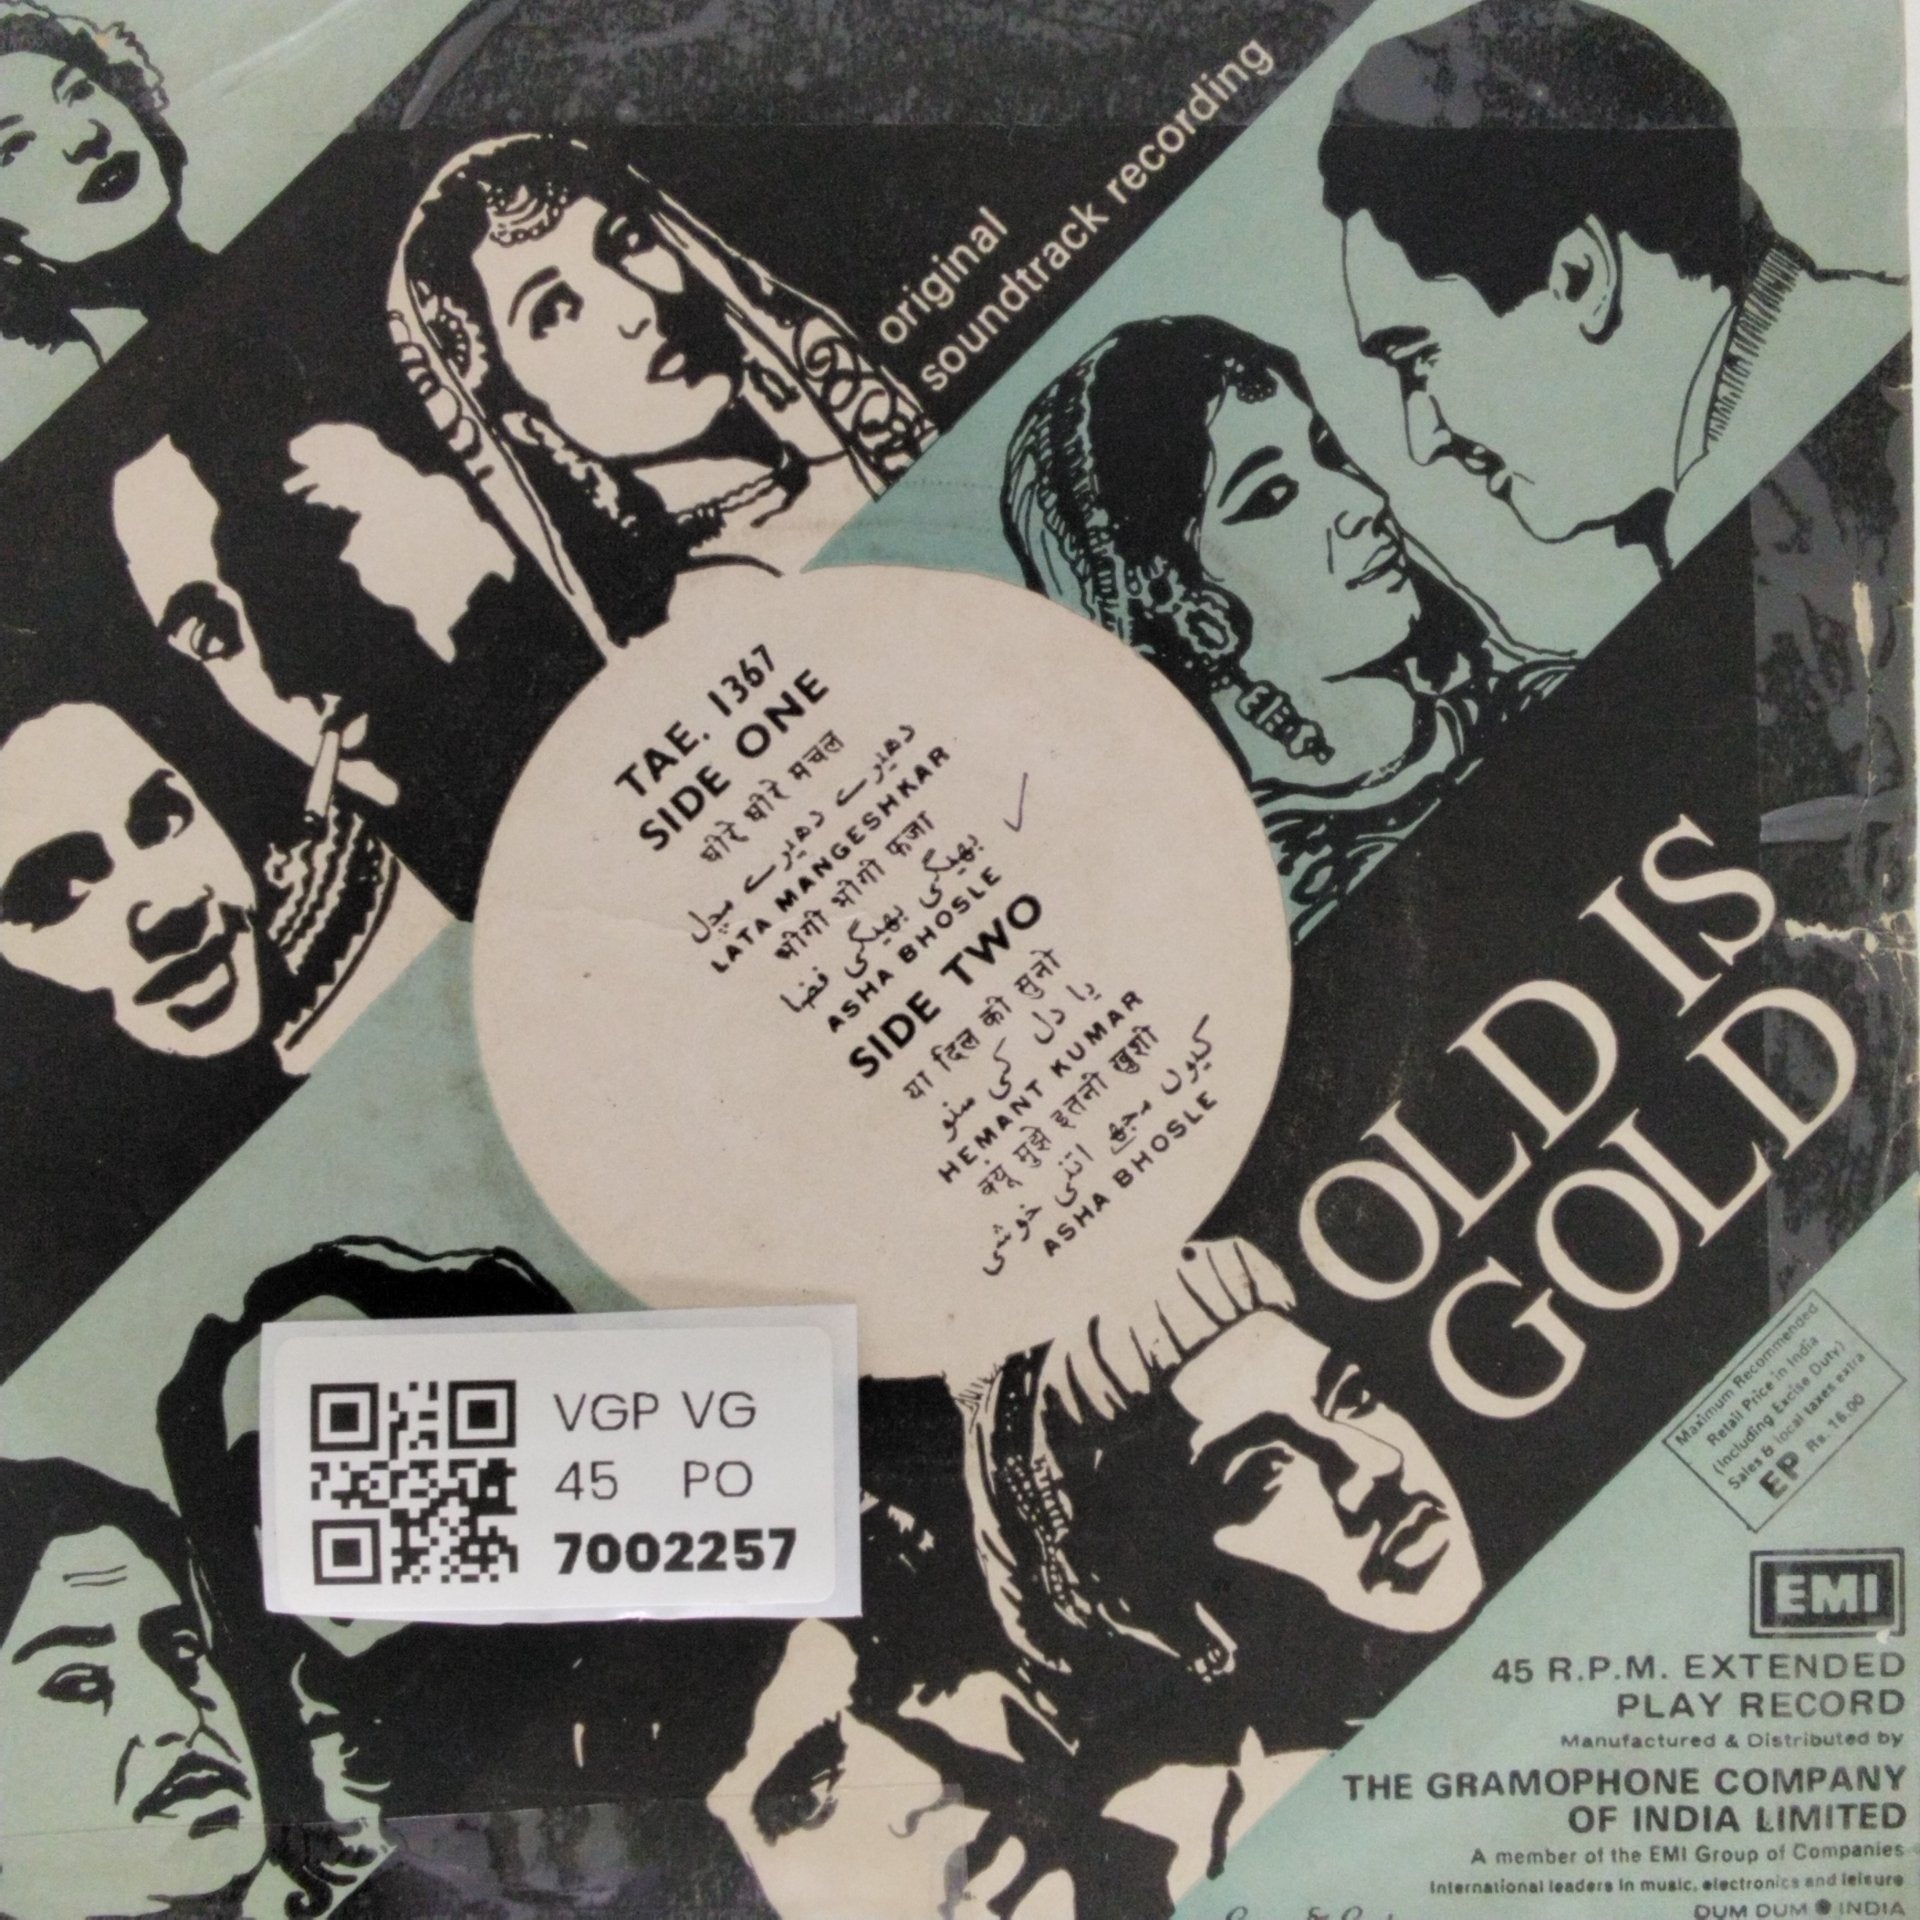 original
soundtrack recording
TAE. 1367
SIDE ONE
धीरे धीरे मचल
دھیرے دھیرے مچل
LATA MANGESHKAR
भीगी भीगी फ़जा
بھیگی بھیگی فضا
ASHA BHOSLE
SIDE TWO
या दिल की सुनो
یا دل کی سنو
HEMANT KUMAR
क्यूं मुझे इतनी खुशी
کیوں مجھے اتنی خوشی
ASHA BHOSLE
OLD IS
GOLD
Maximum Recommended
Retail Price in India
(Including Excise Duty)
Sales & local taxes extra
EP Rs. 16.00
EMI
45 R.P.M. EXTENDED
PLAY RECORD
Manufactured & Distributed by
THE GRAMOPHONE COMPANY
OF INDIA LIMITED
A member of the EMI Group of Companies
International leaders in music, electronics and leisure
DUM DUM INDIA
VGP VG
45 PO
7002257